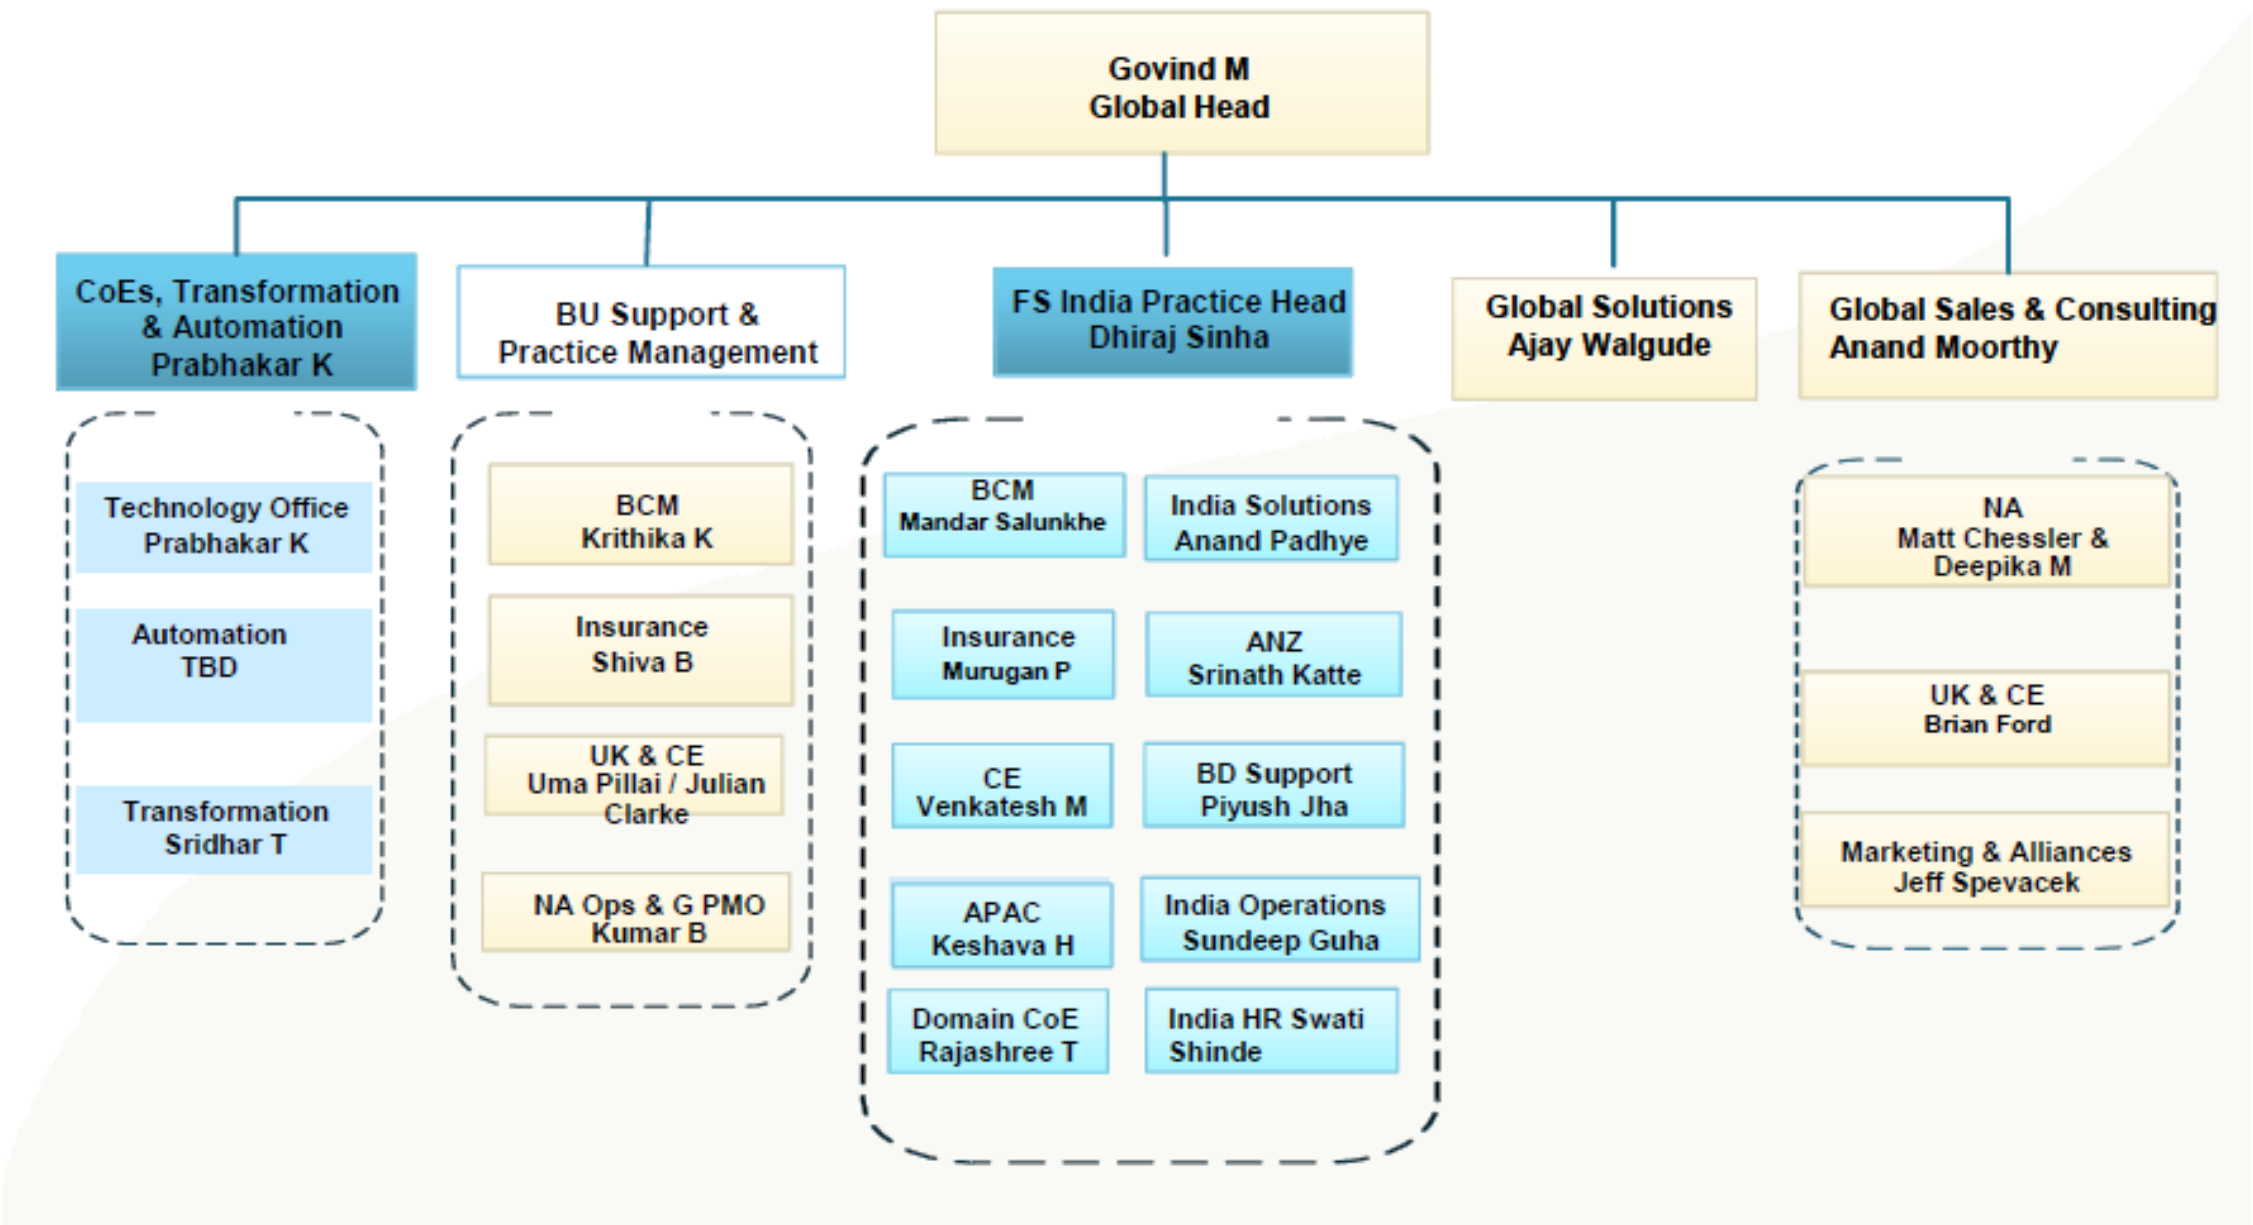 Govind M
Global Head
CoEs, Transformation
& Automation
Prabhakar K
BU Support &
Practice Management
FS India Practice Head
Dhiraj Sinha
Global Solutions
Ajay Walgude
Global Sales & Consulting
Anand Moorthy
Technology Office
Prabhakar K
Automation
TBD
Transformation
Sridhar T
BCM
Krithika K
Insurance
Shiva B
UK & CE
Uma Pillai / Julian
Clarke
NA Ops & G PMO
Kumar B
BCM
Mandar Salunkhe
India Solutions
Anand Padhye
Insurance
Murugan P
ANZ
Srinath Katte
CE
Venkatesh M
BD Support
Piyush Jha
APAC
Keshava H
India Operations
Sundeep Guha
Domain CoE
Rajashree T
India HR Swati
Shinde
NA
Matt Chessler &
Deepika M
UK & CE
Brian Ford
Marketing & Alliances
Jeff Spevacek